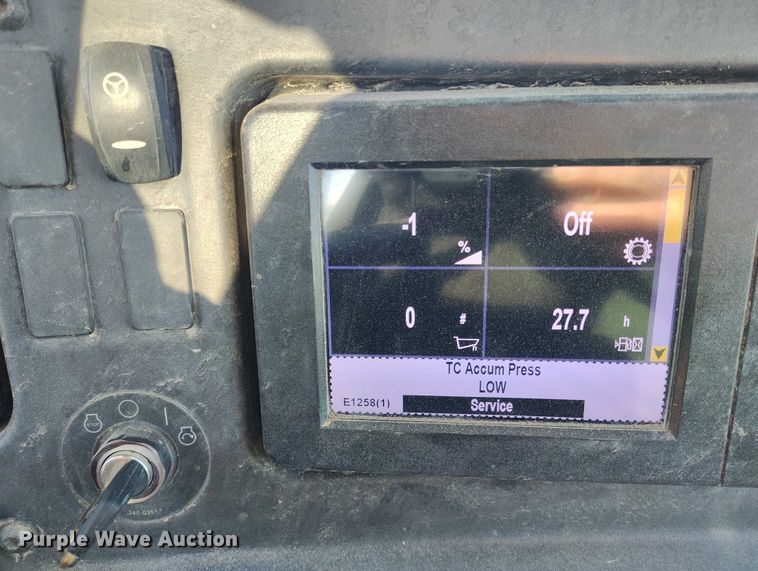 -1
%
Off
0
#
27.7
h
TC Accum Press
LOW
E1258(1)
Service
Purple Wave Auction